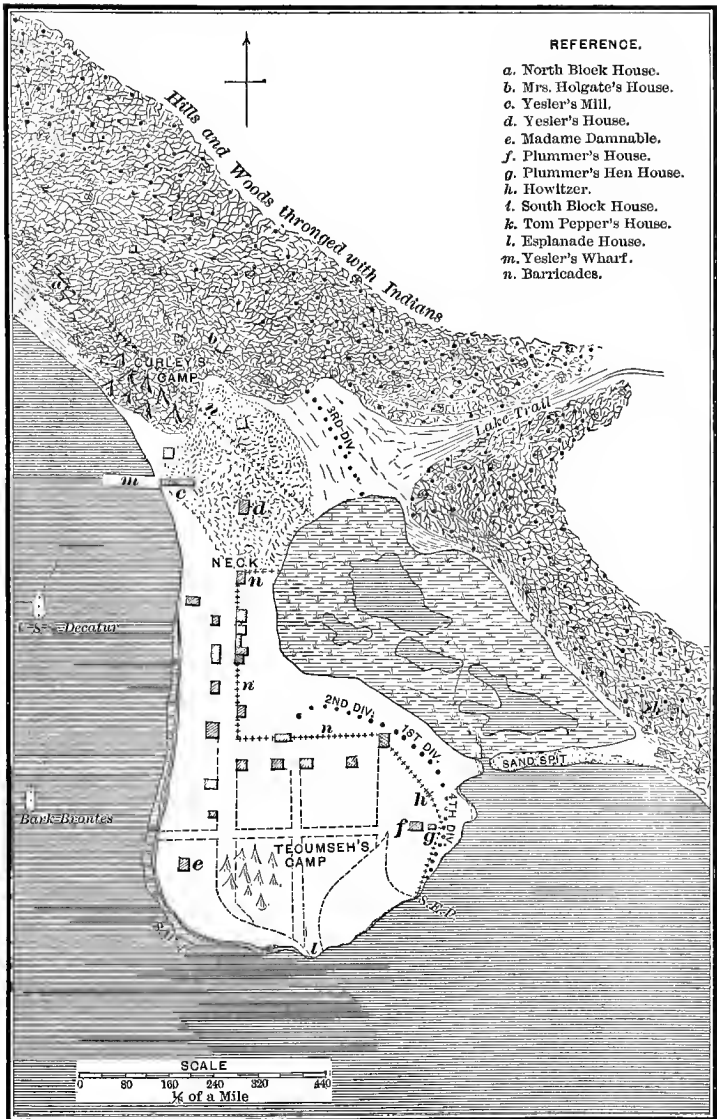 REFERENCE.
a. North Block House.
b. Mrs. Holgate's House.
c. Yesler's Mill,
d. Yesler's House.
e. Madame Damnable.
f. Plummer's House.
g. Plummer's Hen House.
h. Howitzer.
i. South Block House.
k. Tom Pepper's House.
l. Esplanade House.
m. Yesler's Wharf.
n. Barricades.
Hills and Woods thronged with Indians
a
b
CURLEY'S
CAMP
n
3RD DIV.
Lake Trail
m
c
d
NECK
n
U-S-S-Decatur
n
2ND DIV.
n
1ST DIV.
SAND SPIT
h
4TH DIV.
Bark-Brontes
f
g
TECUMSEH'S
CAMP
e
S.E.P.
l
SCALE
0 80 160 240 320 440
¼ of a Mile